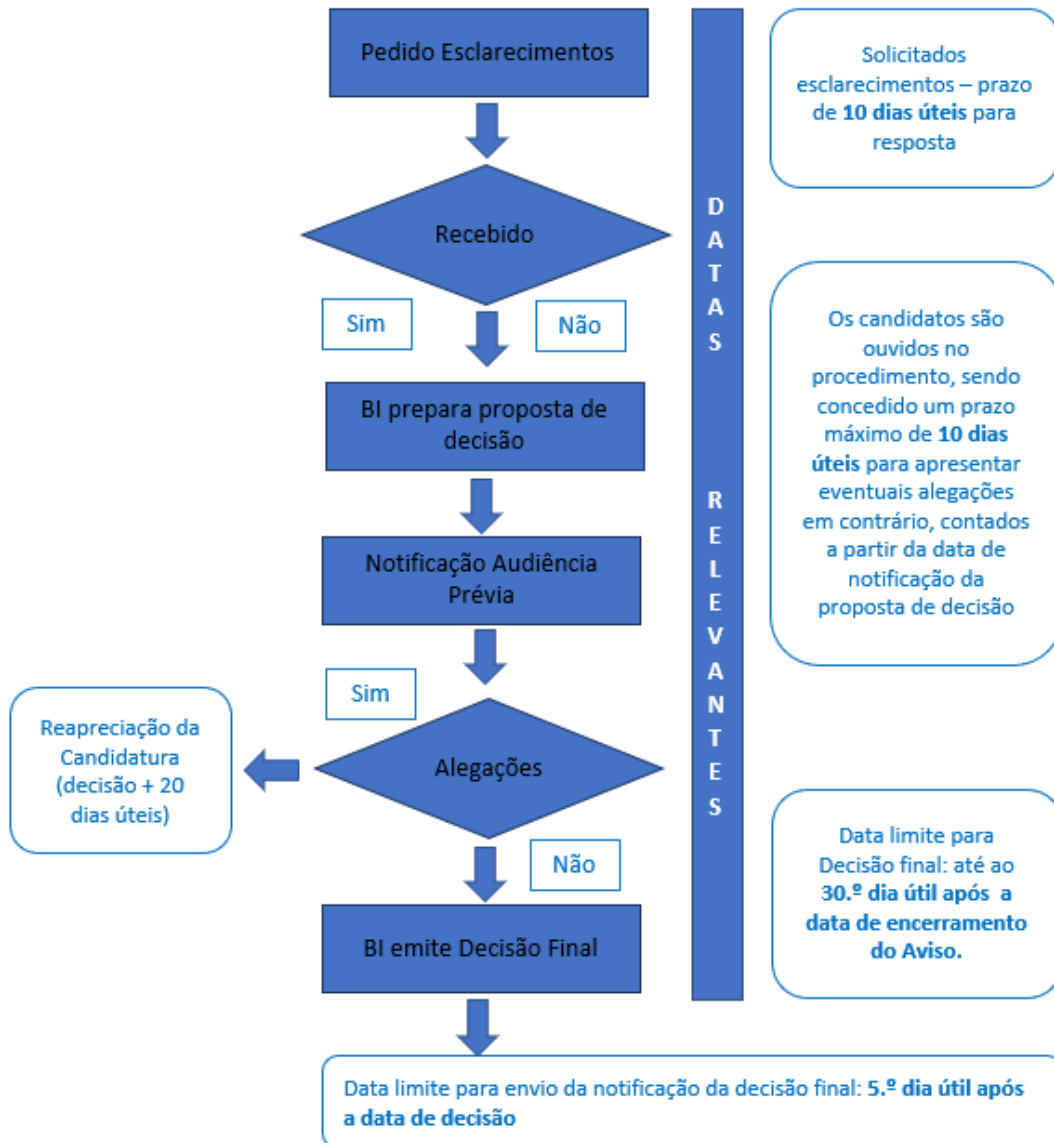 Pedido Esclarecimentos
Solicitados
esclarecimentos – prazo
de 10 dias úteis para
resposta
Recebido
Sim
Não
DATAS RELEVANTES
Os candidatos são
ouvidos no
procedimento, sendo
concedido um prazo
máximo de 10 dias
úteis para apresentar
eventuais alegações
em contrário, contados
a partir da data de
notificação da
proposta de decisão
BI prepara proposta de
decisão
Notificação Audiência
Prévia
Sim
Reapreciação da
Candidatura
(decisão + 20
dias úteis)
Alegações
Não
Data limite para
Decisão final: até ao
30.º dia útil após a
data de encerramento
do Aviso.
BI emite Decisão Final
Data limite para envio da notificação da decisão final: 5.º dia útil após
a data de decisão